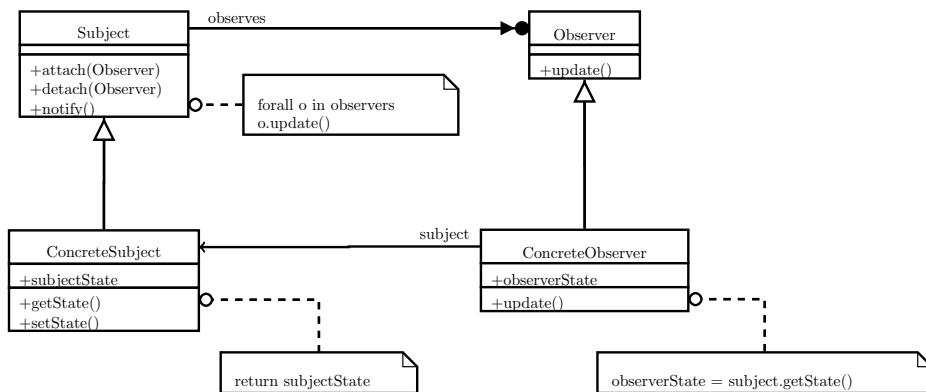 observes
Subject
Observer
+attach(Observer)
+detach(Observer)
+notify()
+update()
forall o in observers
o.update()
subject
ConcreteSubject
+subjectState
+getState()
+setState()
ConcreteObserver
+observerState
+update()
return subjectState
observerState = subject.getState()